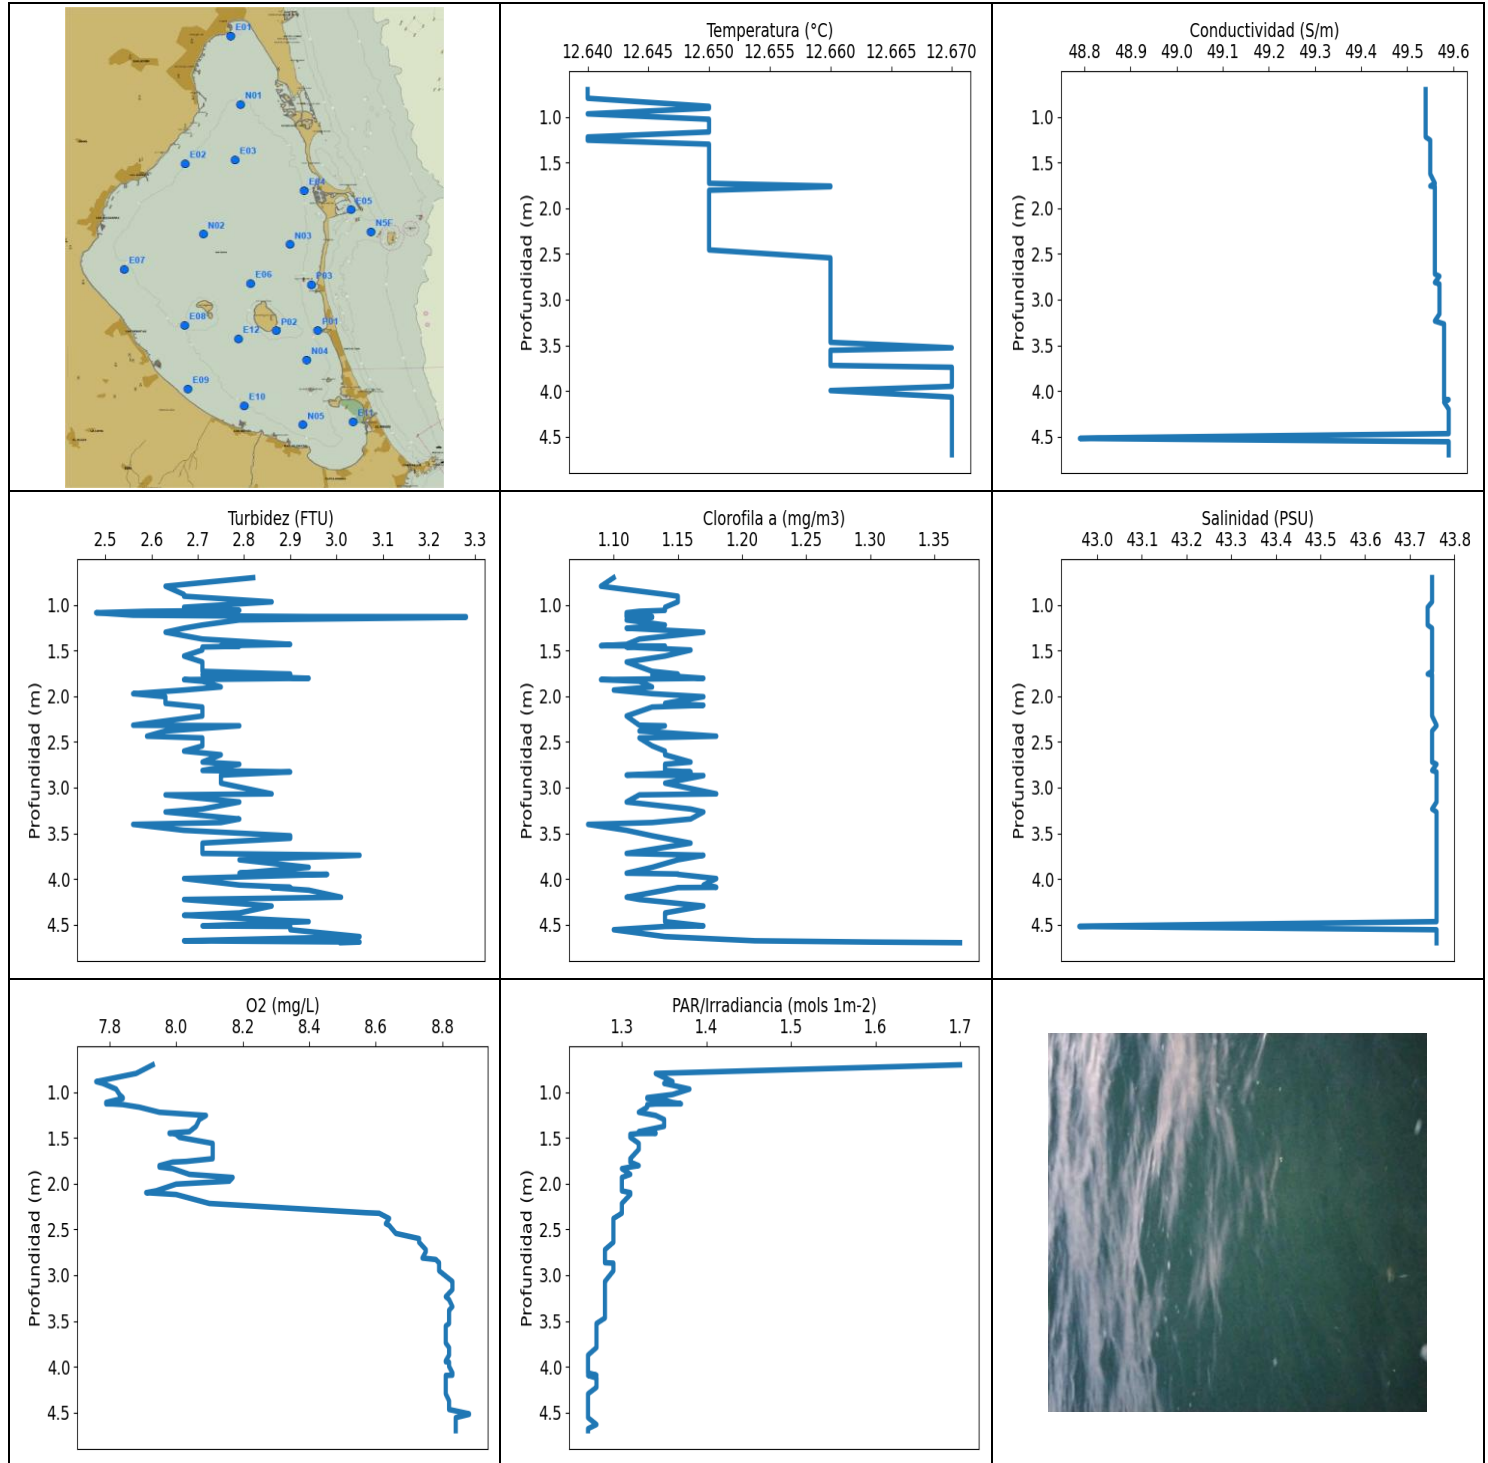 E01
N01
E02
E03
E04
E05
N5F
N02
N03
E07
E06
P03
E08
P02
P01
E12
N04
E09
E10
N05
E11
Temperatura (°C)
12.640 12.645 12.650 12.655 12.660 12.665 12.670
Profundidad (m)
1.0
1.5
2.0
2.5
3.0
3.5
4.0
4.5
Conductividad (S/m)
48.8 48.9 49.0 49.1 49.2 49.3 49.4 49.5 49.6
Profundidad (m)
1.0
1.5
2.0
2.5
3.0
3.5
4.0
4.5
Turbidez (FTU)
2.5 2.6 2.7 2.8 2.9 3.0 3.1 3.2 3.3
Profundidad (m)
1.0
1.5
2.0
2.5
3.0
3.5
4.0
4.5
Clorofila a (mg/m3)
1.10 1.15 1.20 1.25 1.30 1.35
Profundidad (m)
1.0
1.5
2.0
2.5
3.0
3.5
4.0
4.5
Salinidad (PSU)
43.0 43.1 43.2 43.3 43.4 43.5 43.6 43.7 43.8
Profundidad (m)
1.0
1.5
2.0
2.5
3.0
3.5
4.0
4.5
O2 (mg/L)
7.8 8.0 8.2 8.4 8.6 8.8
Profundidad (m)
1.0
1.5
2.0
2.5
3.0
3.5
4.0
4.5
PAR/Irradiancia (mols 1m-2)
1.3 1.4 1.5 1.6 1.7
Profundidad (m)
1.0
1.5
2.0
2.5
3.0
3.5
4.0
4.5